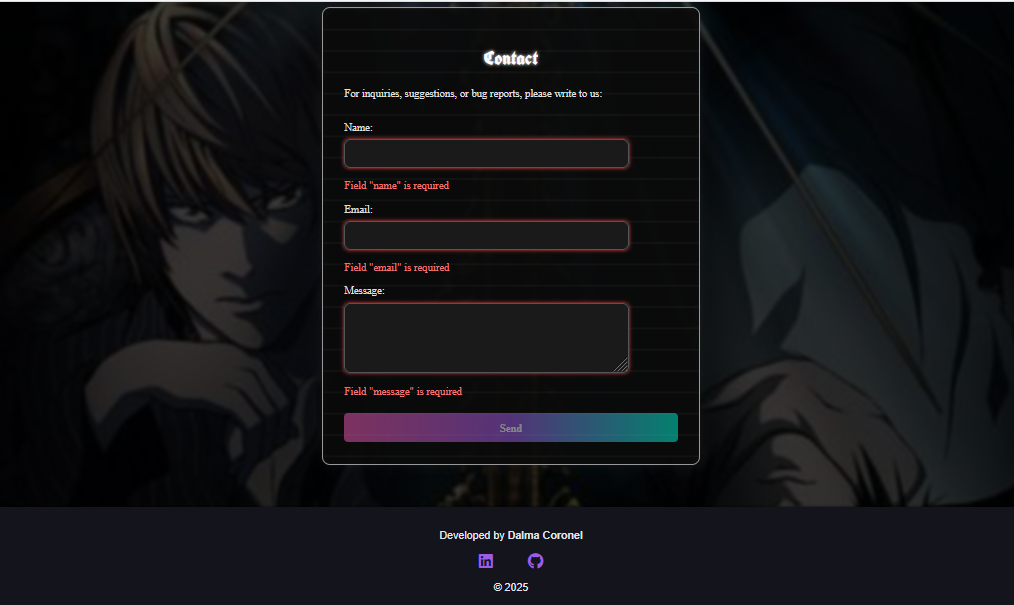 Contact
For inquiries, suggestions, or bug reports, please write to us:
Name:
Field "name" is required
Email:
Field "email" is required
Message:
Field "message" is required
Send
Developed by Dalma Coronel
in
© 2025